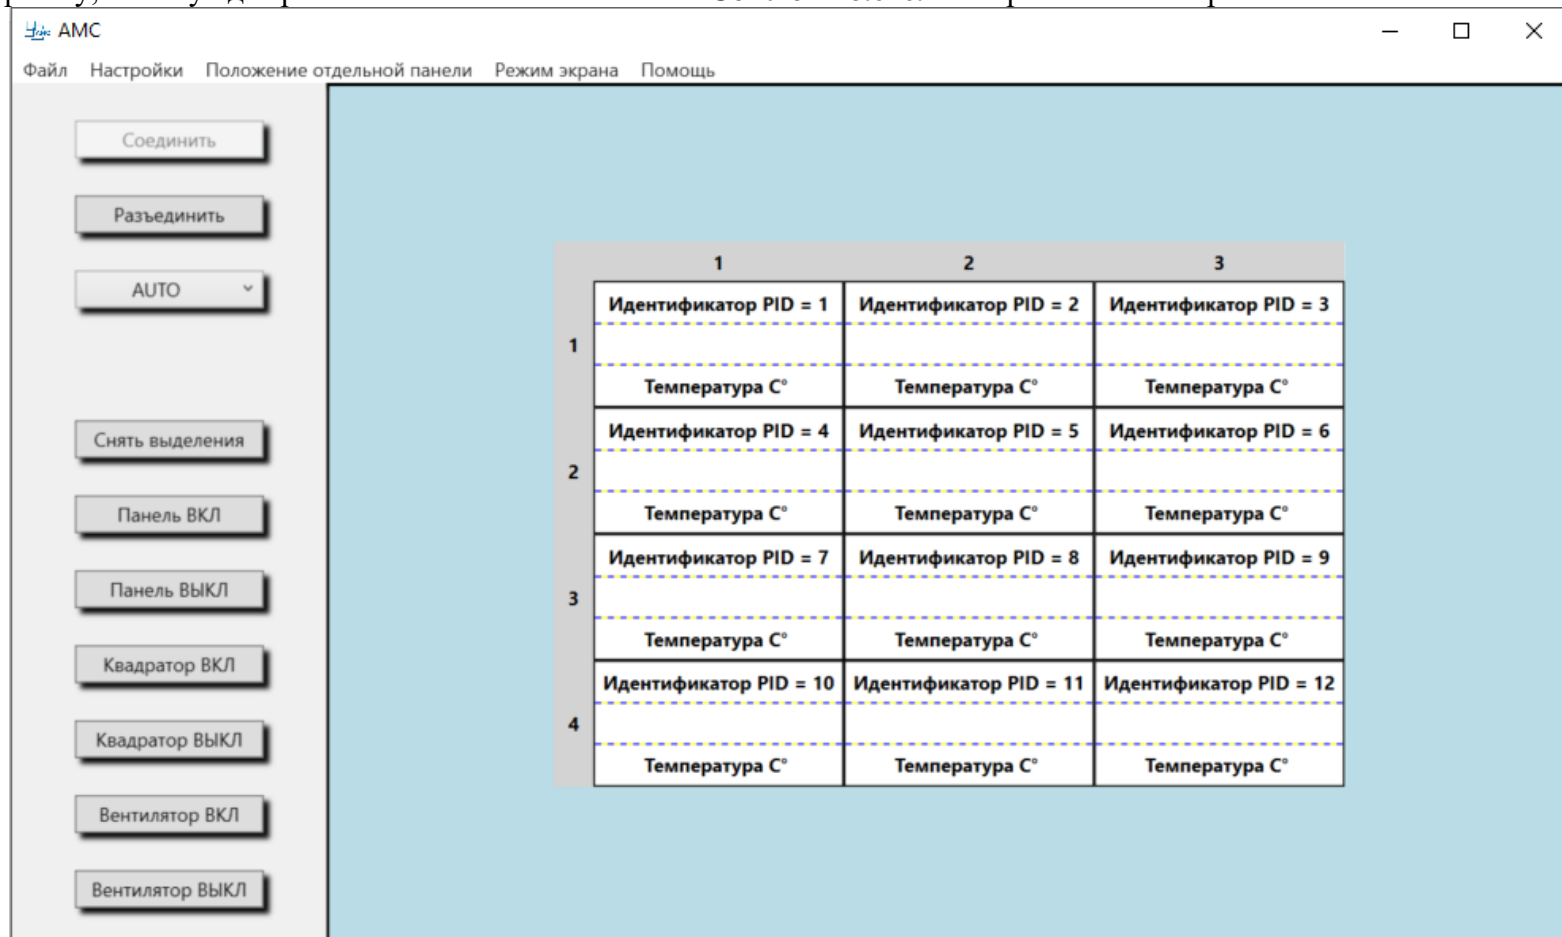 АМС
Файл Настройки Положение отдельной панели Режим экрана Помощь
Соединить
Разъединить
AUTO
Снять выделения
Панель ВКЛ
Панель ВЫКЛ
Квадратор ВКЛ
Квадратор ВЫКЛ
Вентилятор ВКЛ
Вентилятор ВЫКЛ
1 2 3
Идентификатор PID = 1 Идентификатор PID = 2 Идентификатор PID = 3
1
Температура С° Температура С° Температура С°
Идентификатор PID = 4 Идентификатор PID = 5 Идентификатор PID = 6
2
Температура С° Температура С° Температура С°
Идентификатор PID = 7 Идентификатор PID = 8 Идентификатор PID = 9
3
Температура С° Температура С° Температура С°
Идентификатор PID = 10 Идентификатор PID = 11 Идентификатор PID = 12
4
Температура С° Температура С° Температура С°